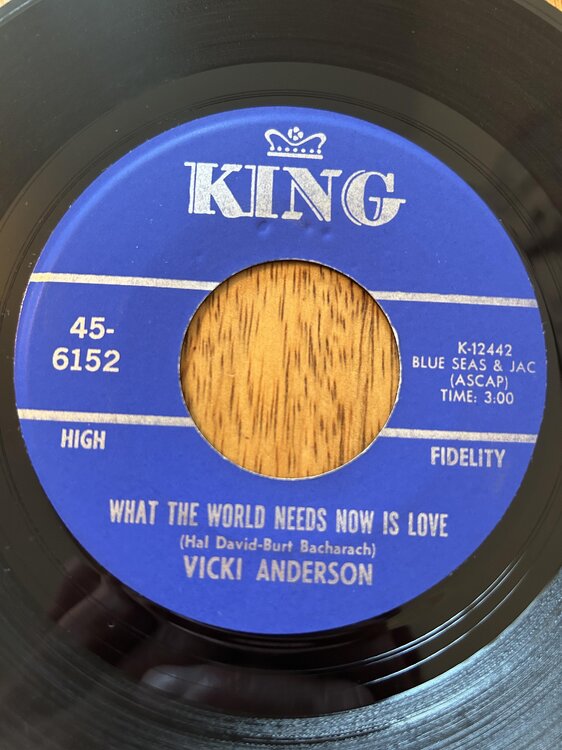 KING
45-
6152
K-12442
BLUE SEAS & JAC
(ASCAP)
TIME: 3:00
HIGH
FIDELITY
WHAT THE WORLD NEEDS NOW IS LOVE
(Hal David-Burt Bacharach)
VICKI ANDERSON